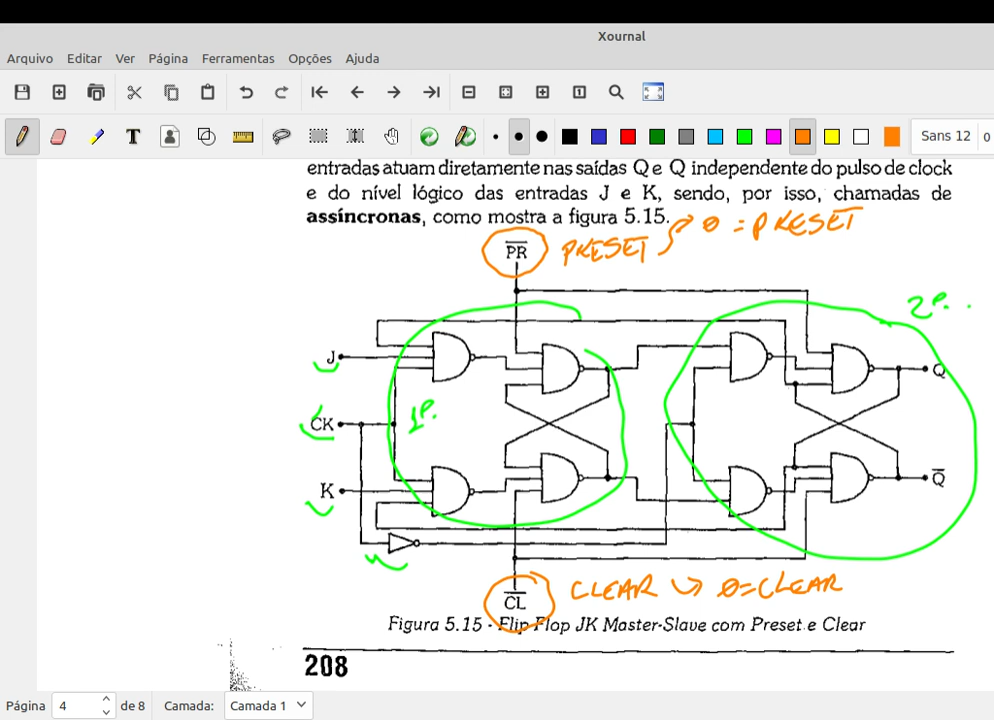 Xournal
Arquivo Editar Ver Página Ferramentas Opções Ajuda
T Sans 12 0
entradas atuam diretamente nas saídas Q e Q independente do pulso de clock
e do nível lógico das entradas J e K, sendo, por isso, chamadas de
assíncronas, como mostra a figura 5.15.
0 = PRESET
PR PRESET
2º.
J
Q
1º.
CK
K
Q̅
CLEAR 0=CLEAR
CL
Figura 5.15 - Flip Flop JK Master-Slave com Preset e Clear
208
Página 4 de 8 Camada: Camada 1